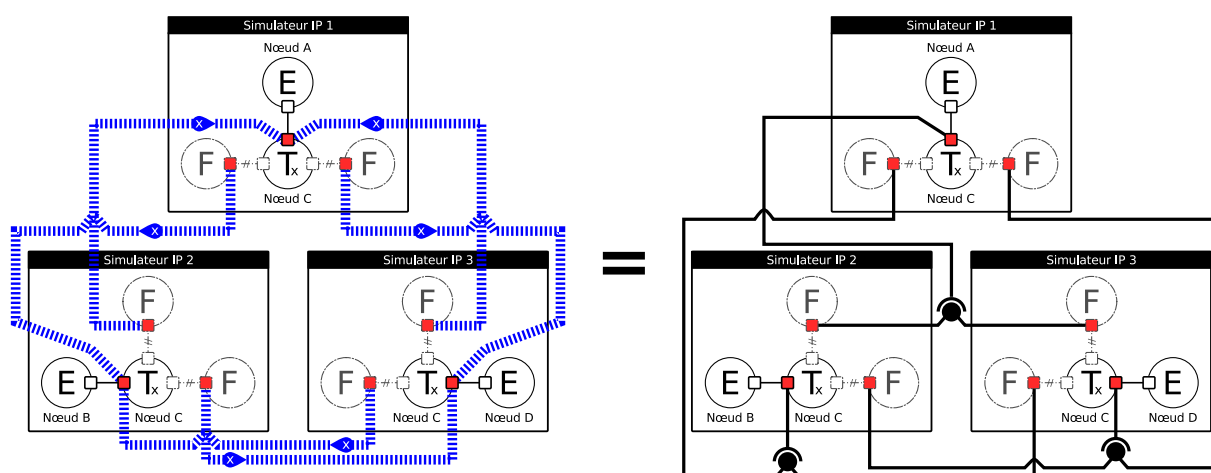 Simulateur IP 1
Nœud A
E
x x
F Tx F
Nœud C
x x
Simulateur IP 2
F
E Tx F
Nœud B Nœud C
Simulateur IP 3
F
F Tx E
Nœud C Nœud D
x
x
=
Simulateur IP 1
Nœud A
E
F Tx F
Nœud C
Simulateur IP 2
F
E Tx F
Nœud B Nœud C
Simulateur IP 3
F
F Tx E
Nœud C Nœud D